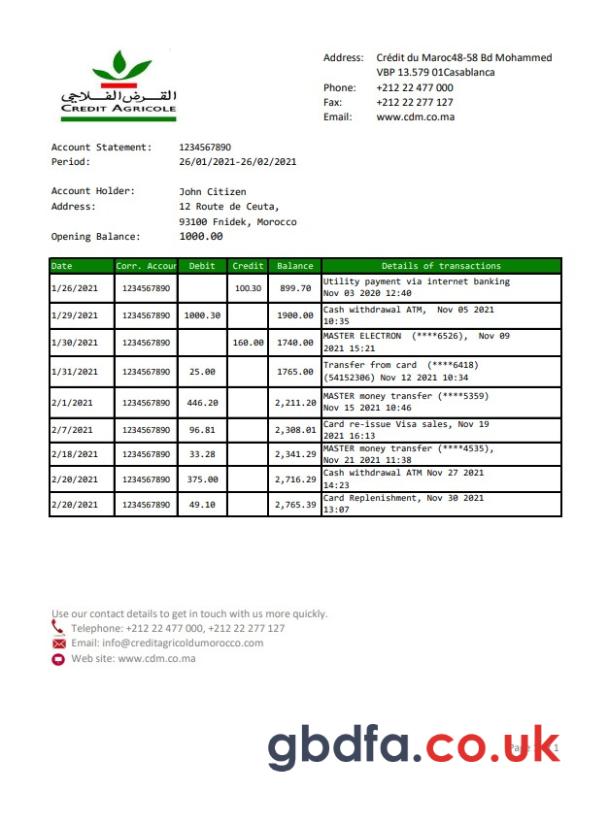 القرض الفلاحي
CREDIT AGRICOLE
Address: Crédit du Maroc48-58 Bd Mohammed
VBP 13.579 01Casablanca
Phone: +212 22 477 000
Fax: +212 22 277 127
Email: www.cdm.co.ma
Account Statement: 1234567890
Period: 26/01/2021-26/02/2021
Account Holder: John Citizen
Address: 12 Route de Ceuta,
93100 Fnidek, Morocco
Opening Balance: 1000.00
Date Corr. Accour Debit Credit Balance Details of transactions
1/26/2021 1234567890 100.30 899.70 Utility payment via internet banking
Nov 03 2020 12:40
1/29/2021 1234567890 1000.30 1900.00 Cash withdrawal ATM, Nov 05 2021
10:35
1/30/2021 1234567890 160.00 1740.00 MASTER ELECTRON (****6526), Nov 09
2021 15:21
1/31/2021 1234567890 25.00 1765.00 Transfer from card (****6418)
(54152306) Nov 12 2021 10:34
2/1/2021 1234567890 446.20 2,211.20 MASTER money transfer (****5359)
Nov 15 2021 10:46
2/7/2021 1234567890 96.81 2,308.01 Card re-issue Visa sales, Nov 19
2021 16:13
2/18/2021 1234567890 33.28 2,341.29 MASTER money transfer (****4535),
Nov 21 2021 11:38
2/20/2021 1234567890 375.00 2,716.29 Cash withdrawal ATM Nov 27 2021
14:23
2/20/2021 1234567890 49.10 2,765.39 Card Replenishment, Nov 30 2021
13:07
Use our contact details to get in touch with us more quickly.
Telephone: +212 22 477 000, +212 22 277 127
Email: info@creditagricoldumorocco.com
Web site: www.cdm.co.ma
gbdfa.co.uk